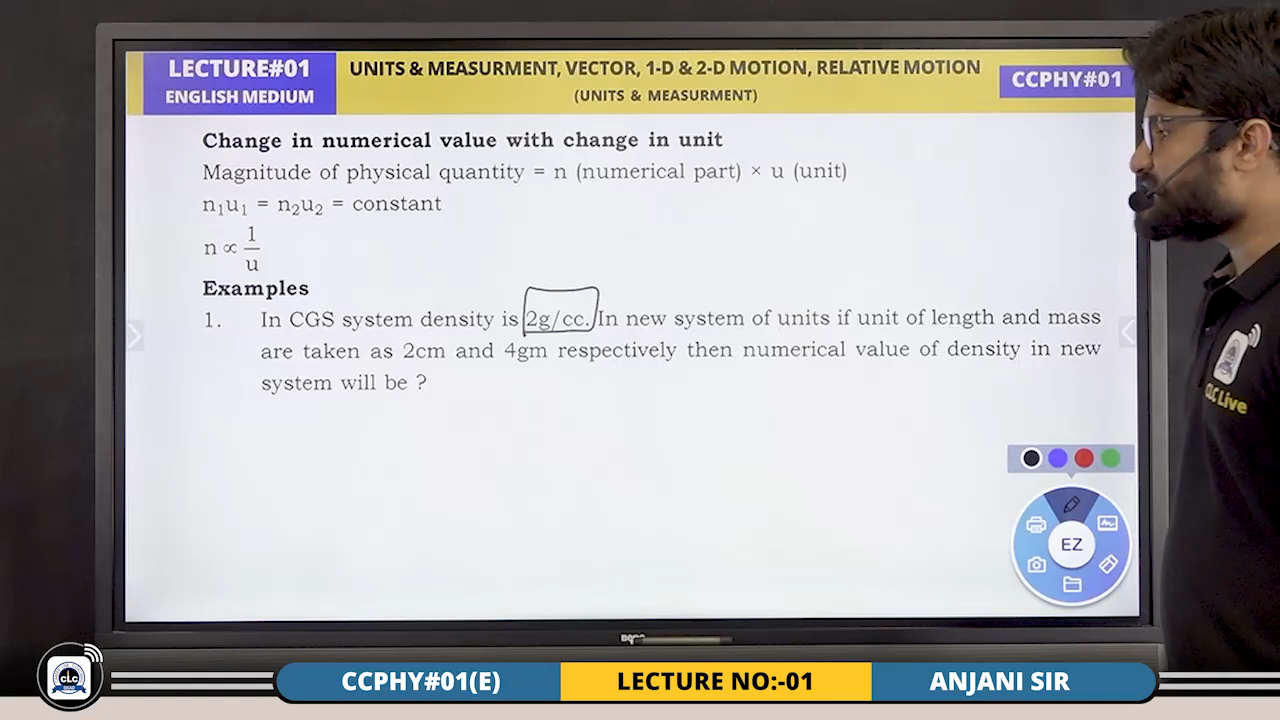 LECTURE#01
ENGLISH MEDIUM
UNITS & MEASURMENT, VECTOR, 1-D & 2-D MOTION, RELATIVE MOTION
(UNITS & MEASURMENT)
CCPHY#01
Change in numerical value with change in unit
Magnitude of physical quantity = n (numerical part) × u (unit)
n₁u₁ = n₂u₂ = constant
n ∝ 1/u
Examples
1. In CGS system density is 2g/cc. In new system of units if unit of length and mass
are taken as 2cm and 4gm respectively then numerical value of density in new
system will be ?
EZ
CLC Live
CLC
CCPHY#01(E)
LECTURE NO:-01
ANJANI SIR